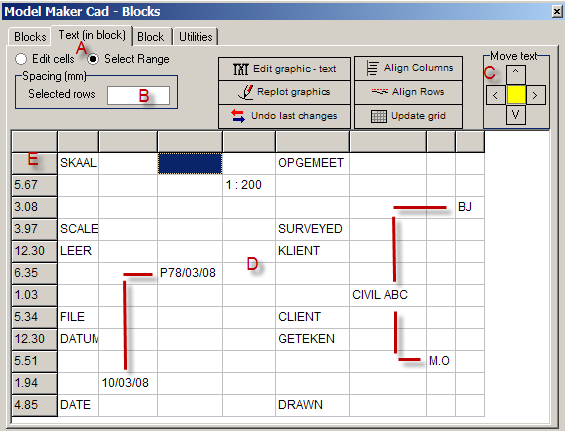 Model Maker Cad - Blocks
Blocks Text (in block) Block Utilities
A
Edit cells Select Range
Spacing (mm)
Selected rows B
Edit graphic - text
Replot graphics
Undo last changes
Align Columns
Align Rows
Update grid
Move text
C
^
< >
V
E SKAAL OPGEMEET
5.67 1 : 200
3.08 BJ
3.97 SCALE SURVEYED
12.30 LEER KLIENT
6.35 P78/03/08 D
1.03 CIVIL ABC
5.34 FILE CLIENT
12.30 DATUM GETEKEN
5.51 M.O
1.94 10/03/08
4.85 DATE DRAWN